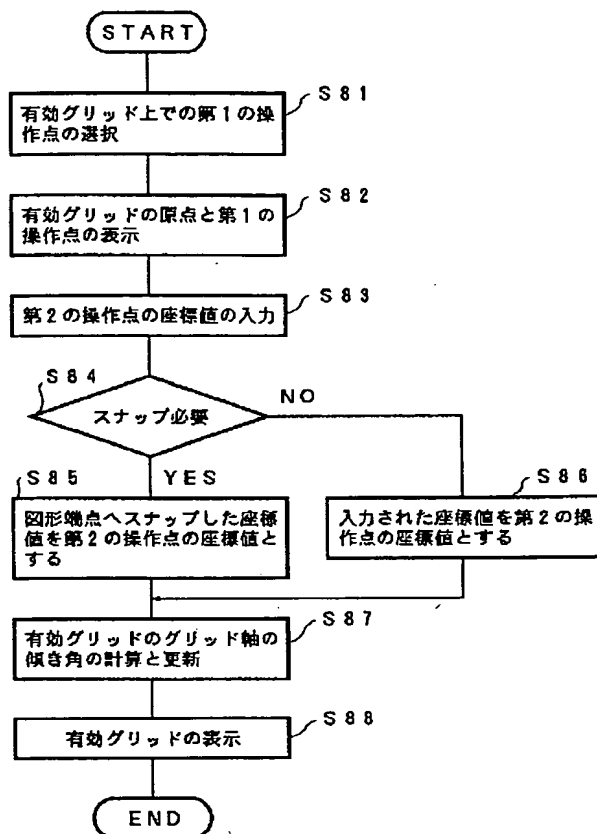 START
S81
有効グリッド上での第1の操
作点の選択
S82
有効グリッドの原点と第1の
操作点の表示
S83
第2の操作点の座標値の入力
S84
スナップ必要
NO
YES
S85
図形端点へスナップした座標
値を第2の操作点の座標値と
する
S86
入力された座標値を第2の操
作点の座標値とする
S87
有効グリッドのグリッド軸の
傾き角の計算と更新
S88
有効グリッドの表示
END